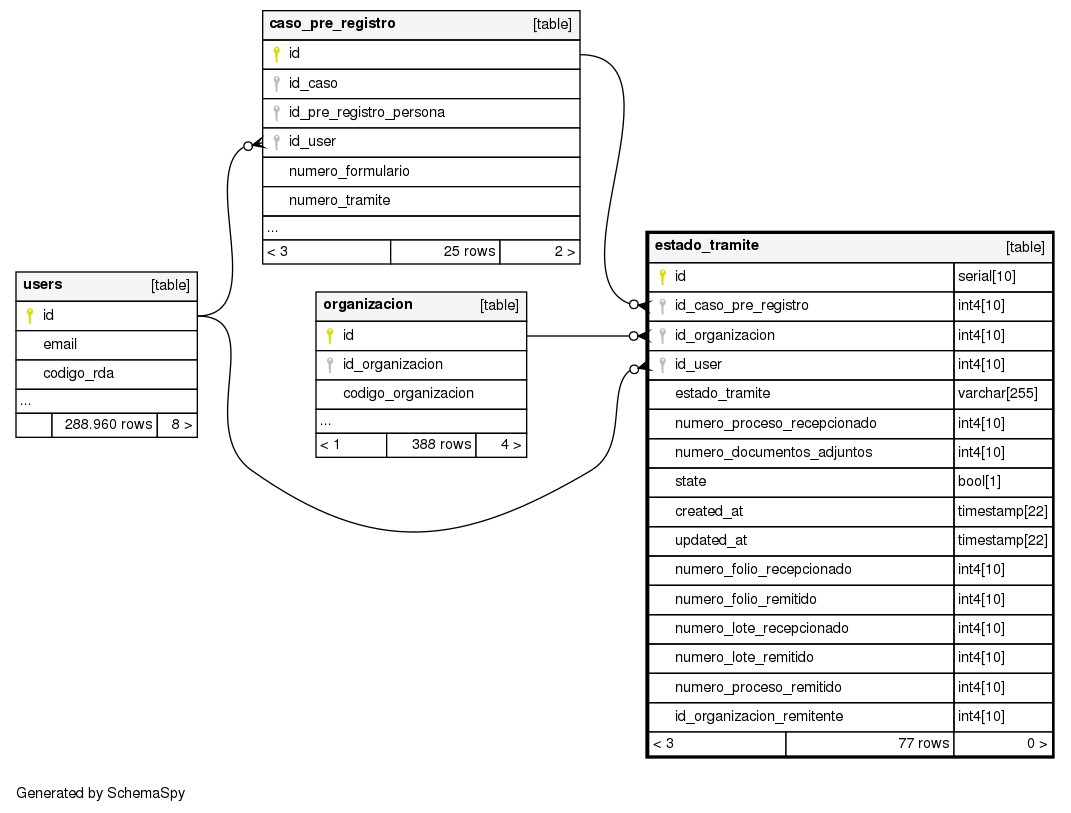 caso_pre_registro [table]
id
id_caso
id_pre_registro_persona
id_user
numero_formulario
numero_tramite
...
< 3 25 rows 2 >
users [table]
id
email
codigo_rda
...
288.960 rows 8 >
organizacion [table]
id
id_organizacion
codigo_organizacion
...
< 1 388 rows 4 >
estado_tramite [table]
id serial[10]
id_caso_pre_registro int4[10]
id_organizacion int4[10]
id_user int4[10]
estado_tramite varchar[255]
numero_proceso_recepcionado int4[10]
numero_documentos_adjuntos int4[10]
state bool[1]
created_at timestamp[22]
updated_at timestamp[22]
numero_folio_recepcionado int4[10]
numero_folio_remitido int4[10]
numero_lote_recepcionado int4[10]
numero_lote_remitido int4[10]
numero_proceso_remitido int4[10]
id_organizacion_remitente int4[10]
< 3 77 rows 0 >
Generated by SchemaSpy